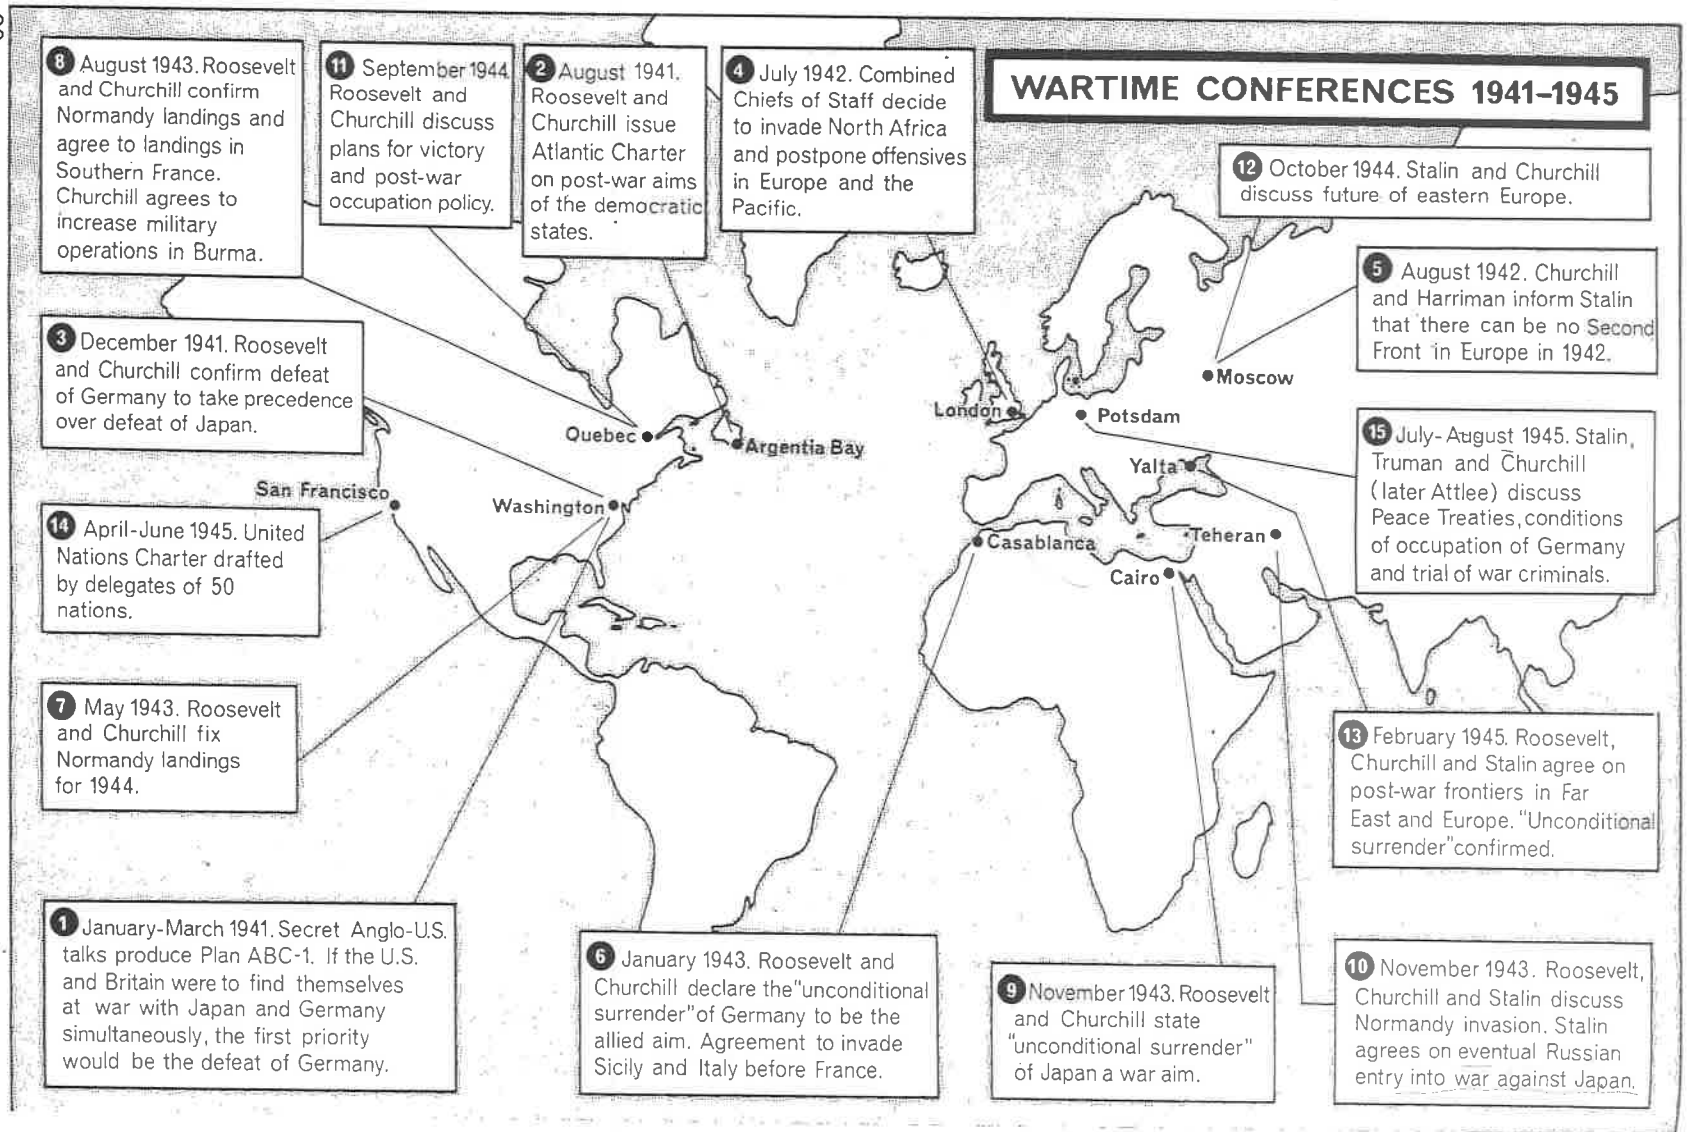 WARTIME CONFERENCES 1941–1945
8 August 1943. Roosevelt
and Churchill confirm
Normandy landings and
agree to landings in
Southern France.
Churchill agrees to
increase military
operations in Burma.
11 September 1944
Roosevelt and
Churchill discuss
plans for victory
and post-war
occupation policy.
2 August 1941.
Roosevelt and
Churchill issue
Atlantic Charter
on post-war aims
of the democratic
states.
4 July 1942. Combined
Chiefs of Staff decide
to invade North Africa
and postpone offensives
in Europe and the
Pacific.
12 October 1944. Stalin and Churchill
discuss future of eastern Europe.
5 August 1942. Churchill
and Harriman inform Stalin
that there can be no Second
Front in Europe in 1942.
3 December 1941. Roosevelt
and Churchill confirm defeat
of Germany to take precedence
over defeat of Japan.
Moscow
London
Potsdam
Quebec
Argentia Bay
Yalta
San Francisco
Washington
Casablanca
Teheran
Cairo
15 July-August 1945. Stalin,
Truman and Churchill
(later Attlee) discuss
Peace Treaties, conditions
of occupation of Germany
and trial of war criminals.
14 April-June 1945. United
Nations Charter drafted
by delegates of 50
nations.
7 May 1943. Roosevelt
and Churchill fix
Normandy landings
for 1944.
13 February 1945. Roosevelt,
Churchill and Stalin agree on
post-war frontiers in Far
East and Europe. "Unconditional
surrender" confirmed.
1 January-March 1941. Secret Anglo-U.S.
talks produce Plan ABC-1. If the U.S.
and Britain were to find themselves
at war with Japan and Germany
simultaneously, the first priority
would be the defeat of Germany.
6 January 1943. Roosevelt and
Churchill declare the "unconditional
surrender" of Germany to be the
allied aim. Agreement to invade
Sicily and Italy before France.
9 November 1943. Roosevelt
and Churchill state
"unconditional surrender"
of Japan a war aim.
10 November 1943. Roosevelt,
Churchill and Stalin discuss
Normandy invasion. Stalin
agrees on eventual Russian
entry into war against Japan.